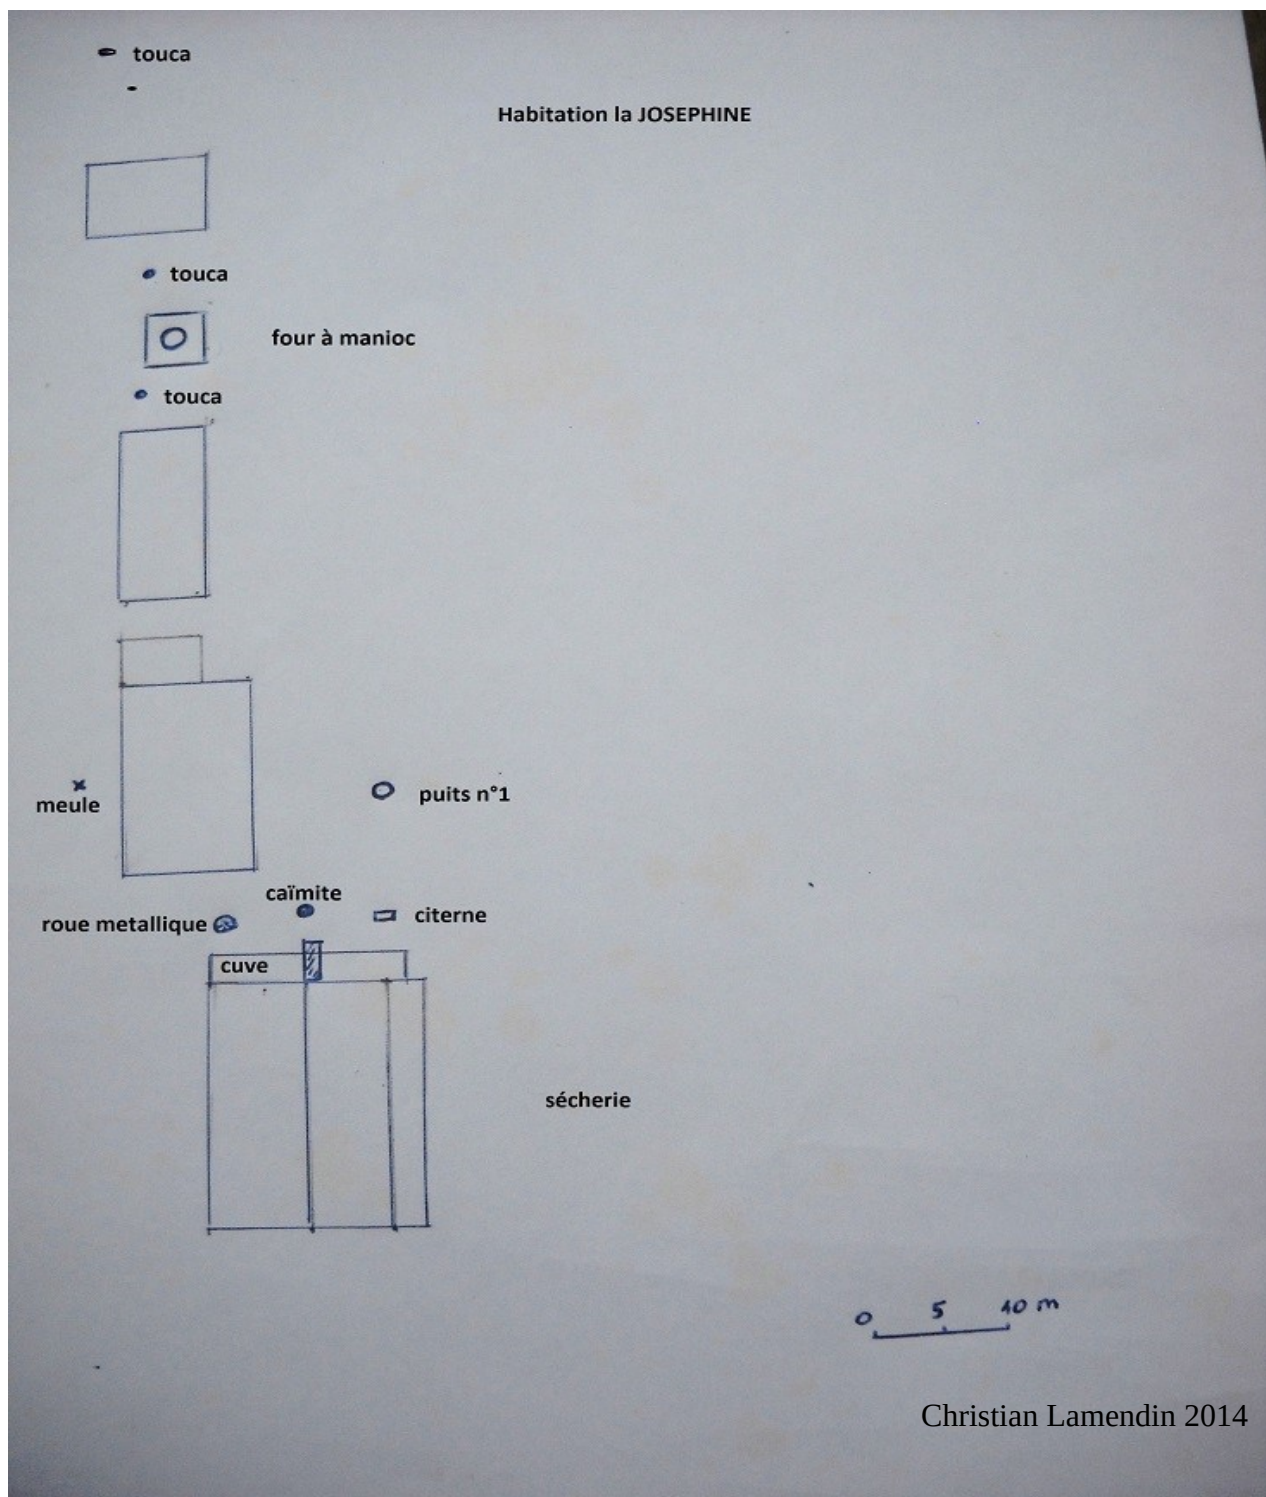 touca
Habitation la JOSEPHINE
touca
four à manioc
touca
puits n°1
meule
caïmite
roue metallique
citerne
cuve
sécherie
0 5 10 m
Christian Lamendin 2014